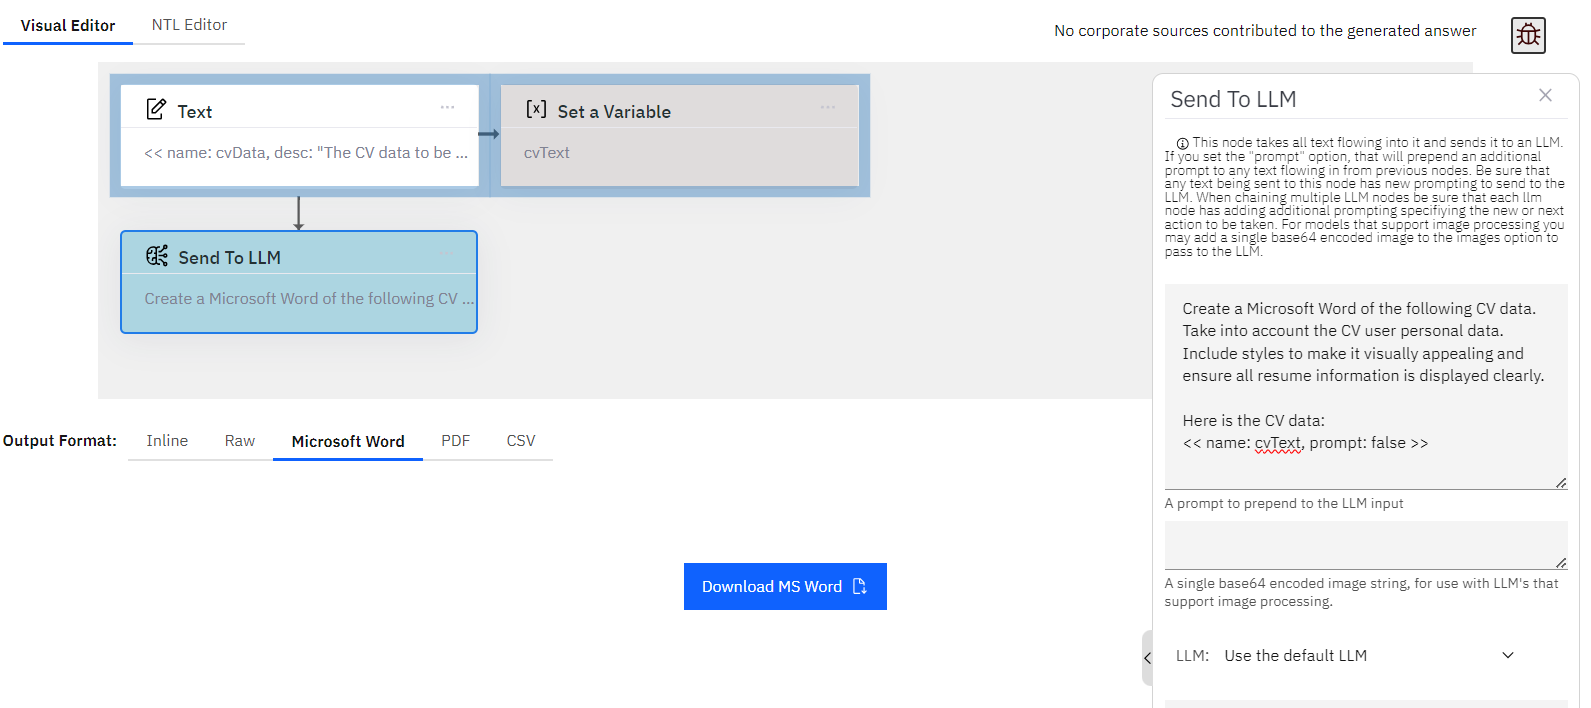 Visual Editor
NTL Editor
No corporate sources contributed to the generated answer
Text
<< name: cvData, desc: "The CV data to be ...
[x] Set a Variable
cvText
Send To LLM
Create a Microsoft Word of the following CV ...
Output Format:
Inline
Raw
Microsoft Word
PDF
CSV
Download MS Word
Send To LLM
This node takes all text flowing into it and sends it to an LLM.
If you set the "prompt" option, that will prepend an additional
prompt to any text flowing in from previous nodes. Be sure that
any text being sent to this node has new prompting to send to the
LLM. When chaining multiple LLM nodes be sure that each llm
node has adding additional prompting specifiying the new or next
action to be taken. For models that support image processing you
may add a single base64 encoded image to the images option to
pass to the LLM.
Create a Microsoft Word of the following CV data.
Take into account the CV user personal data.
Include styles to make it visually appealing and
ensure all resume information is displayed clearly.
Here is the CV data:
<< name: cvText, prompt: false >>
A prompt to prepend to the LLM input
A single base64 encoded image string, for use with LLM's that
support image processing.
LLM: Use the default LLM